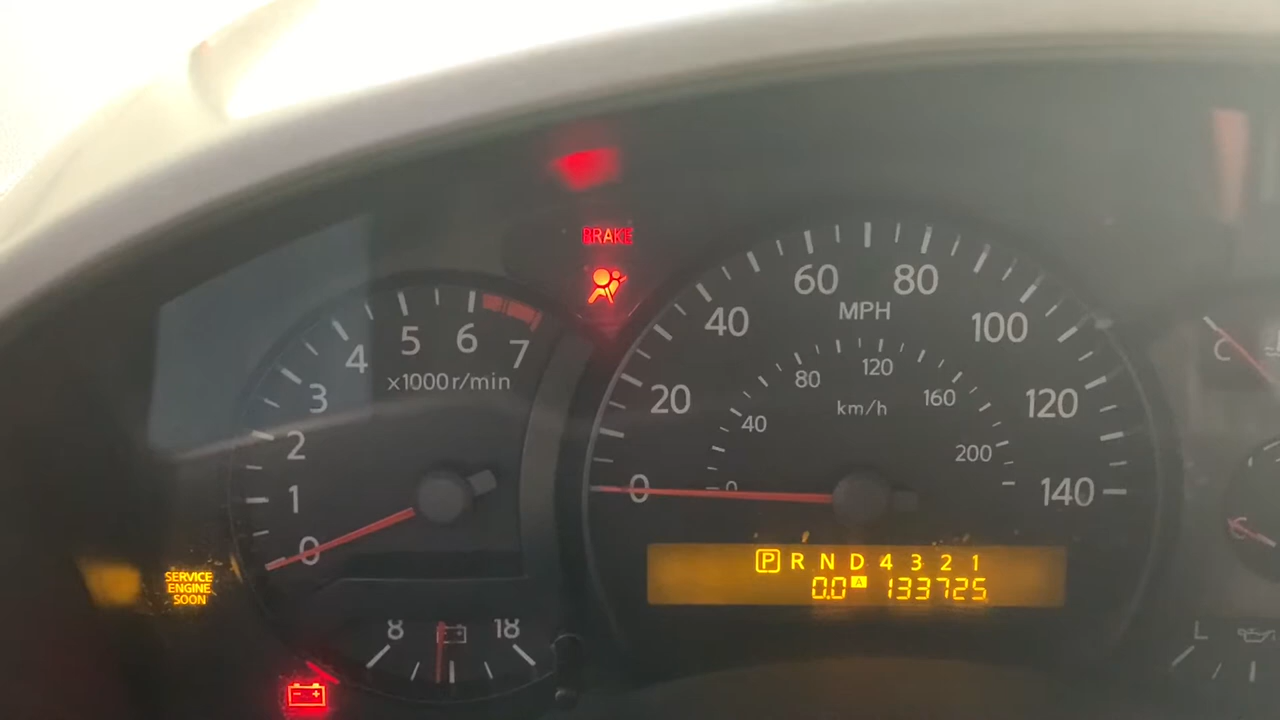 BRAKE
60 80
MPH
40 100
5 6
4 7
x1000 r/min
120
80
km/h 160
3 20 120
40
2
200
1 0 0 140
0
P R N D 4 3 2 1
0.0 A 133725
SERVICE
ENGINE
SOON
8 18
C
L